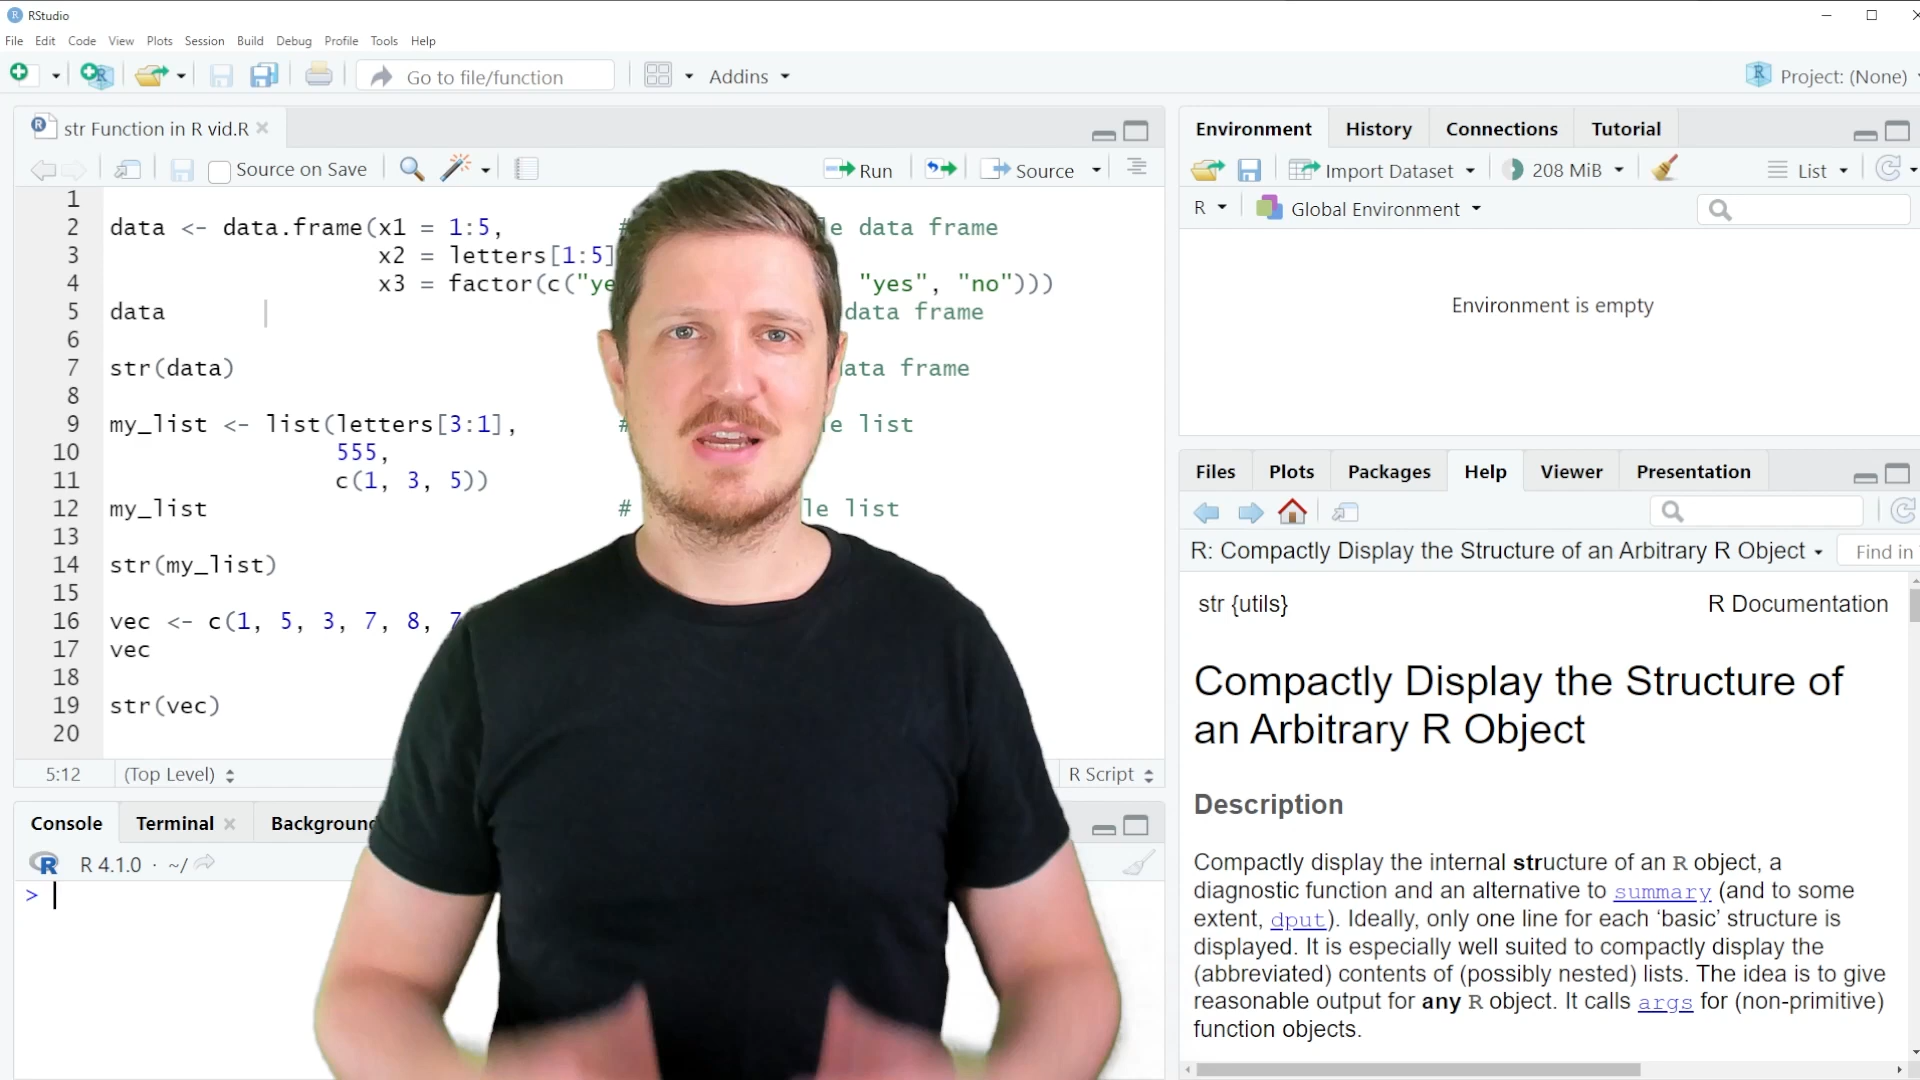 RStudio
File Edit Code View Plots Session Build Debug Profile Tools Help
Go to file/function Addins Project: (None)
str Function in R vid.R
Source on Save Run Source
1
2 data <- data.frame(x1 = 1:5, # data frame
3 x2 = letters[1:5]
4 x3 = factor(c("ye "yes", "no")))
5 data data frame
6
7 str(data) data frame
8
9 my_list <- list(letters[3:1], # list
10 555,
11 c(1, 3, 5))
12 my_list # list
13
14 str(my_list)
15
16 vec <- c(1, 5, 3, 7, 8, 7
17 vec
18
19 str(vec)
20
5:12 (Top Level) R Script
Console Terminal Background
R 4.1.0 · ~/
>
Environment History Connections Tutorial
Import Dataset 208 MiB List
R Global Environment
Environment is empty
Files Plots Packages Help Viewer Presentation
R: Compactly Display the Structure of an Arbitrary R Object Find in
str {utils} R Documentation
Compactly Display the Structure of
an Arbitrary R Object
Description
Compactly display the internal structure of an R object, a
diagnostic function and an alternative to summary (and to some
extent, dput). Ideally, only one line for each ‘basic’ structure is
displayed. It is especially well suited to compactly display the
(abbreviated) contents of (possibly nested) lists. The idea is to give
reasonable output for any R object. It calls args for (non-primitive)
function objects.